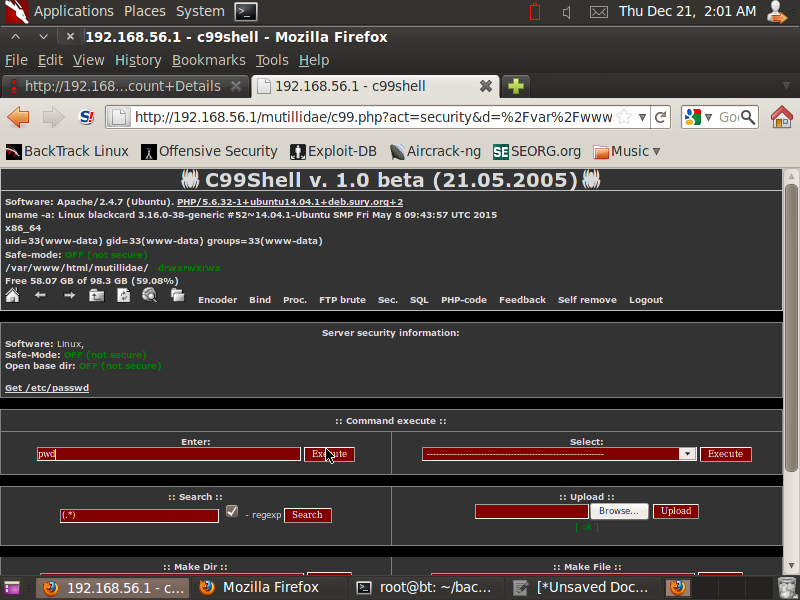 Applications Places System Thu Dec 21, 2:01 AM
192.168.56.1 - c99shell - Mozilla Firefox
File Edit View History Bookmarks Tools Help
http://192.168...count+Details 192.168.56.1 - c99shell
http://192.168.56.1/mutillidae/c99.php?act=security&d=%2Fvar%2Fwww
BackTrack Linux Offensive Security Exploit-DB Aircrack-ng SEORG.org Music
C99Shell v. 1.0 beta (21.05.2005)
Software: Apache/2.4.7 (Ubuntu). PHP/5.6.32-1+ubuntu14.04.1+deb.sury.org+2
uname -a: Linux blackcard 3.16.0-38-generic #52~14.04.1-Ubuntu SMP Fri May 8 09:43:57 UTC 2015
x86_64
uid=33(www-data) gid=33(www-data) groups=33(www-data)
Safe-mode: OFF (not secure)
/var/www/html/mutillidae/ drwxrwxrwx
Free 58.07 GB of 98.3 GB (59.08%)
Encoder Bind Proc. FTP brute Sec. SQL PHP-code Feedback Self remove Logout
Server security information:
Software: Linux,
Safe-Mode: OFF (not secure)
Open base dir: OFF (not secure)
Get /etc/passwd
:: Command execute ::
Enter: Select:
pwd Execute Execute
:: Search :: :: Upload ::
(.*) - regexp Search Browse... Upload
[ ok ]
:: Make Dir :: :: Make File ::
192.168.56.1 - c... Mozilla Firefox root@bt: ~/bac... [*Unsaved Doc...